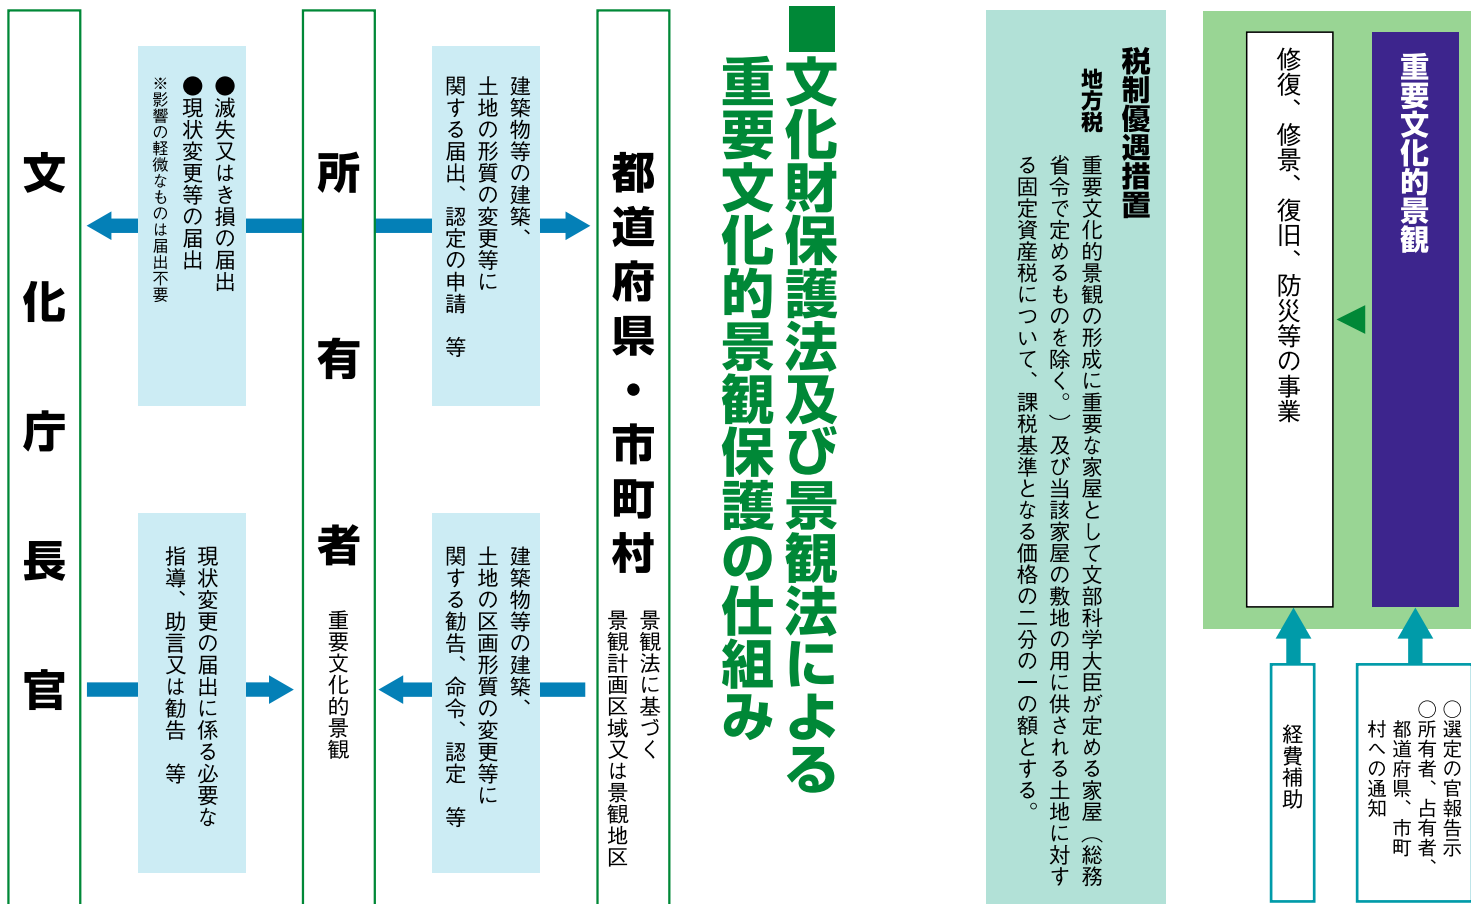 重要文化的景観
修復、修景、復旧、防災等の事業
○選定の官報告示
○所有者、占有者、
都道府県、市町
村への通知
経費補助
税制優遇措置
地方税
重要文化的景観の形成に重要な家屋として文部科学大臣が定める家屋（総務
省令で定めるものを除く。）及び当該家屋の敷地の用に供される土地に対す
る固定資産税について、課税基準となる価格の二分の一の額とする。
■文化財保護法及び景観法による
重要文化的景観保護の仕組み
都道府県・市町村
景観法に基づく
景観計画区域又は景観地区
建築物等の建築、
土地の形質の変更等に
関する届出、認定の申請　等
建築物等の建築、
土地の区画形質の変更等に
関する勧告、命令、認定　等
所有者
重要文化的景観
●滅失又はき損の届出
●現状変更等の届出
※影響の軽微なものは届出不要
現状変更の届出に係る必要な
指導、助言又は勧告　等
文化庁長官